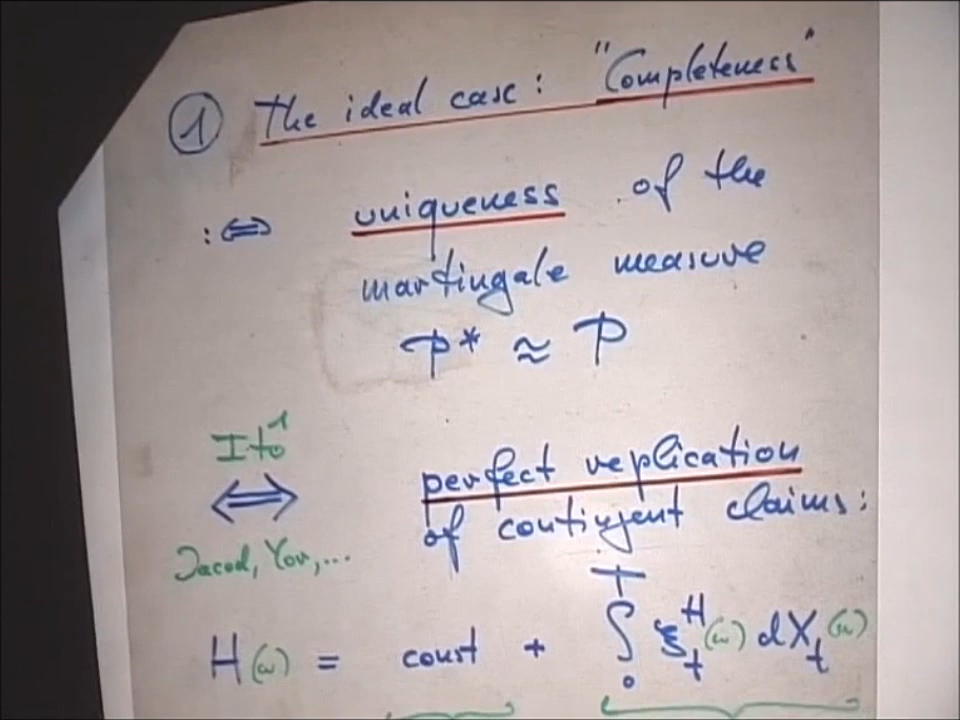 ① The ideal case: "Completeness"
:⇔ uniqueness of the
martingale measure
P* ≈ P
Itô
⇔ perfect replication
of contingent claims:
Jacod, Yor, ...
H(ω) = const + ∫₀ᵀ ξₜᴴ(ω) dXₜ(ω)